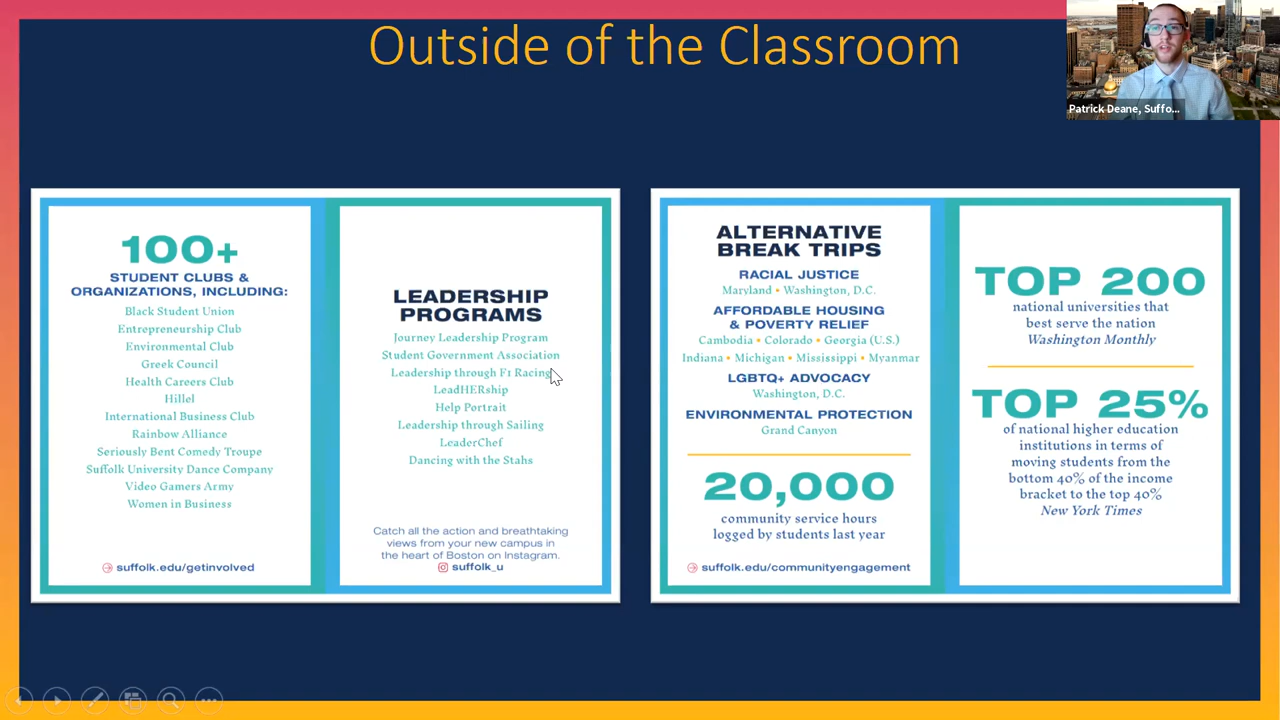 Outside of the Classroom
Patrick Deane, Suffo...
100+
STUDENT CLUBS &
ORGANIZATIONS, INCLUDING:
Black Student Union
Entrepreneurship Club
Environmental Club
Greek Council
Health Careers Club
Hillel
International Business Club
Rainbow Alliance
Seriously Bent Comedy Troupe
Suffolk University Dance Company
Video Gamers Army
Women in Business
suffolk.edu/getinvolved
LEADERSHIP
PROGRAMS
Journey Leadership Program
Student Government Association
Leadership through F1 Racing
LeadHERship
Help Portrait
Leadership through Sailing
LeaderChef
Dancing with the Stahs
Catch all the action and breathtaking
views from your new campus in
the heart of Boston on Instagram.
suffolk_u
ALTERNATIVE
BREAK TRIPS
RACIAL JUSTICE
Maryland • Washington, D.C.
AFFORDABLE HOUSING
& POVERTY RELIEF
Cambodia • Colorado • Georgia (U.S.)
Indiana • Michigan • Mississippi • Myanmar
LGBTQ+ ADVOCACY
Washington, D.C.
ENVIRONMENTAL PROTECTION
Grand Canyon
20,000
community service hours
logged by students last year
suffolk.edu/communityengagement
TOP 200
national universities that
best serve the nation
Washington Monthly
TOP 25%
of national higher education
institutions in terms of
moving students from the
bottom 40% of the income
bracket to the top 40%
New York Times